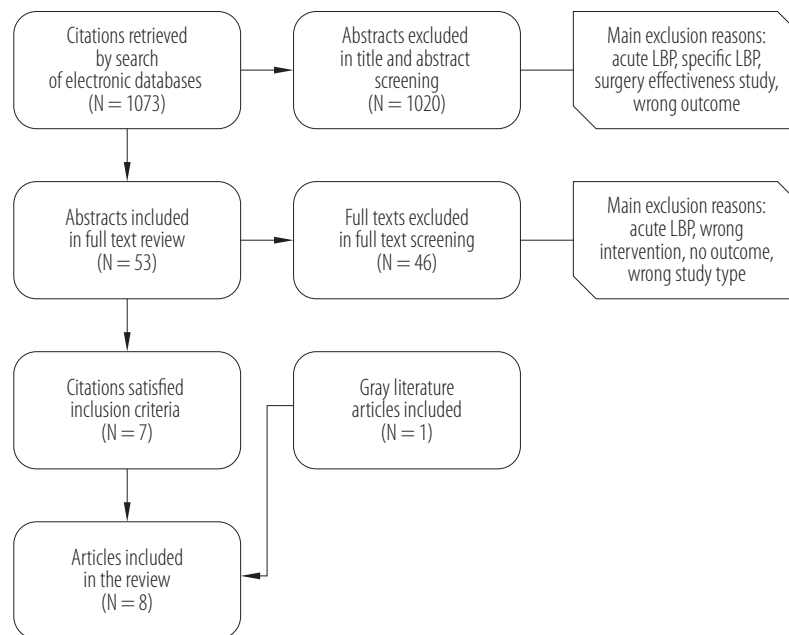 Citations retrieved
by search
of electronic databases
(N = 1073)
Abstracts excluded
in title and abstract
screening
(N = 1020)
Main exclusion reasons:
acute LBP, specific LBP,
surgery effectiveness study,
wrong outcome
Abstracts included
in full text review
(N = 53)
Full texts excluded
in full text screening
(N = 46)
Main exclusion reasons:
acute LBP, wrong
intervention, no outcome,
wrong study type
Citations satisfied
inclusion criteria
(N = 7)
Gray literature
articles included
(N = 1)
Articles included
in the review
(N = 8)